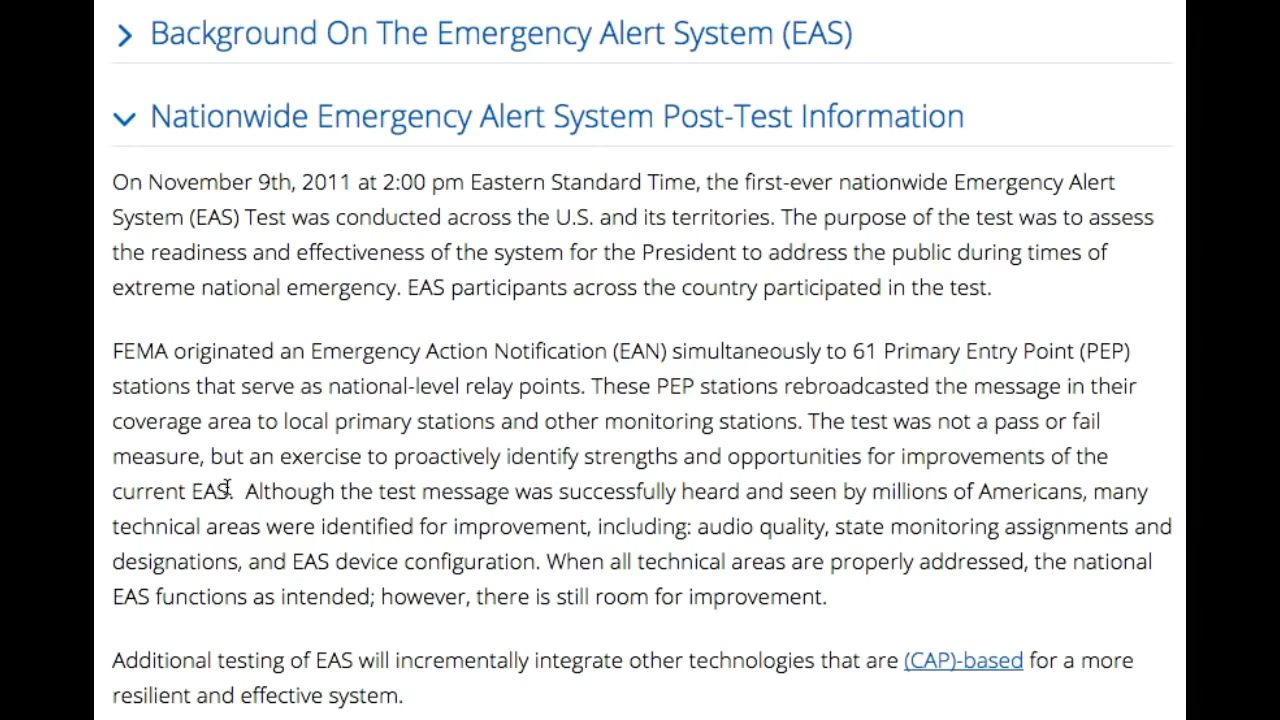 Background On The Emergency Alert System (EAS)
Nationwide Emergency Alert System Post-Test Information
On November 9th, 2011 at 2:00 pm Eastern Standard Time, the first-ever nationwide Emergency Alert
System (EAS) Test was conducted across the U.S. and its territories. The purpose of the test was to assess
the readiness and effectiveness of the system for the President to address the public during times of
extreme national emergency. EAS participants across the country participated in the test.
FEMA originated an Emergency Action Notification (EAN) simultaneously to 61 Primary Entry Point (PEP)
stations that serve as national-level relay points. These PEP stations rebroadcasted the message in their
coverage area to local primary stations and other monitoring stations. The test was not a pass or fail
measure, but an exercise to proactively identify strengths and opportunities for improvements of the
current EAS.  Although the test message was successfully heard and seen by millions of Americans, many
technical areas were identified for improvement, including: audio quality, state monitoring assignments and
designations, and EAS device configuration. When all technical areas are properly addressed, the national
EAS functions as intended; however, there is still room for improvement.
Additional testing of EAS will incrementally integrate other technologies that are (CAP)-based for a more
resilient and effective system.